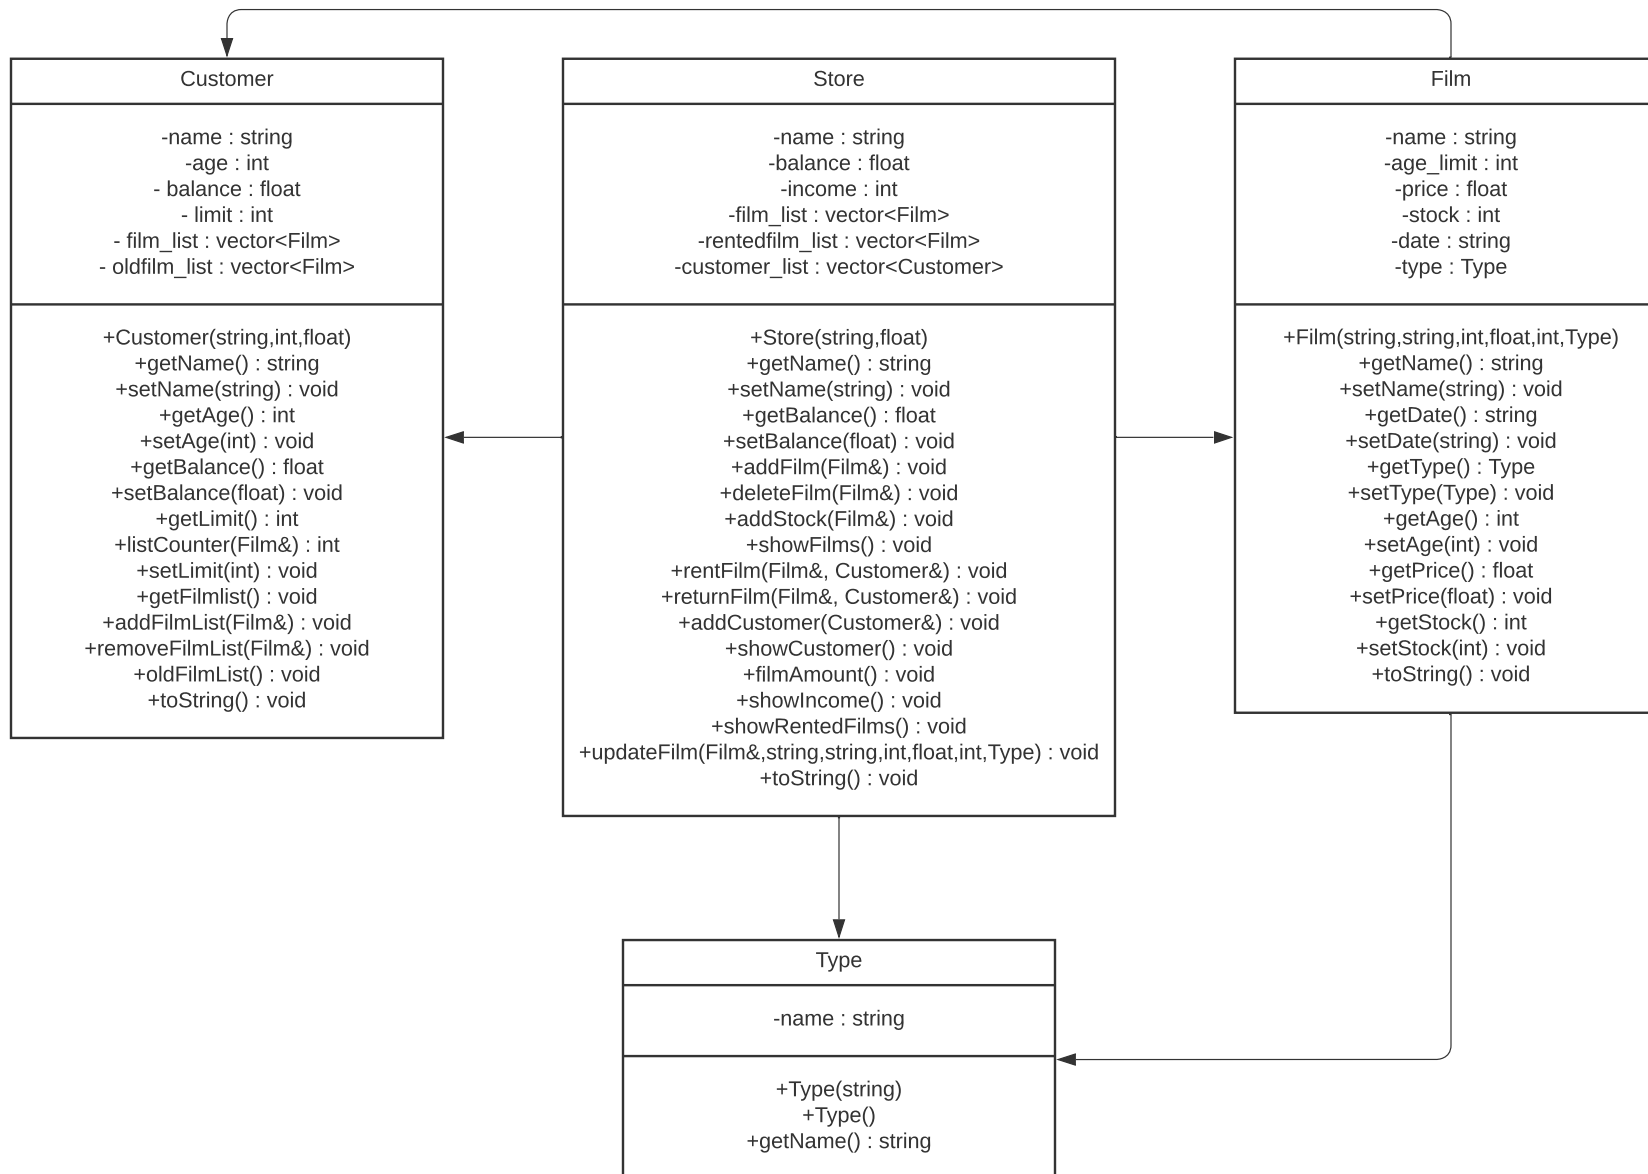 Customer
-name : string
-age : int
- balance : float
- limit : int
- film_list : vector<Film>
- oldfilm_list : vector<Film>
+Customer(string,int,float)
+getName() : string
+setName(string) : void
+getAge() : int
+setAge(int) : void
+getBalance() : float
+setBalance(float) : void
+getLimit() : int
+listCounter(Film&) : int
+setLimit(int) : void
+getFilmlist() : void
+addFilmList(Film&) : void
+removeFilmList(Film&) : void
+oldFilmList() : void
+toString() : void
Store
-name : string
-balance : float
-income : int
-film_list : vector<Film>
-rentedfilm_list : vector<Film>
-customer_list : vector<Customer>
+Store(string,float)
+getName() : string
+setName(string) : void
+getBalance() : float
+setBalance(float) : void
+addFilm(Film&) : void
+deleteFilm(Film&) : void
+addStock(Film&) : void
+showFilms() : void
+rentFilm(Film&, Customer&) : void
+returnFilm(Film&, Customer&) : void
+addCustomer(Customer&) : void
+showCustomer() : void
+filmAmount() : void
+showIncome() : void
+showRentedFilms() : void
+updateFilm(Film&,string,string,int,float,int,Type) : void
+toString() : void
Film
-name : string
-age_limit : int
-price : float
-stock : int
-date : string
-type : Type
+Film(string,string,int,float,int,Type)
+getName() : string
+setName(string) : void
+getDate() : string
+setDate(string) : void
+getType() : Type
+setType(Type) : void
+getAge() : int
+setAge(int) : void
+getPrice() : float
+setPrice(float) : void
+getStock() : int
+setStock(int) : void
+toString() : void
Type
-name : string
+Type(string)
+Type()
+getName() : string